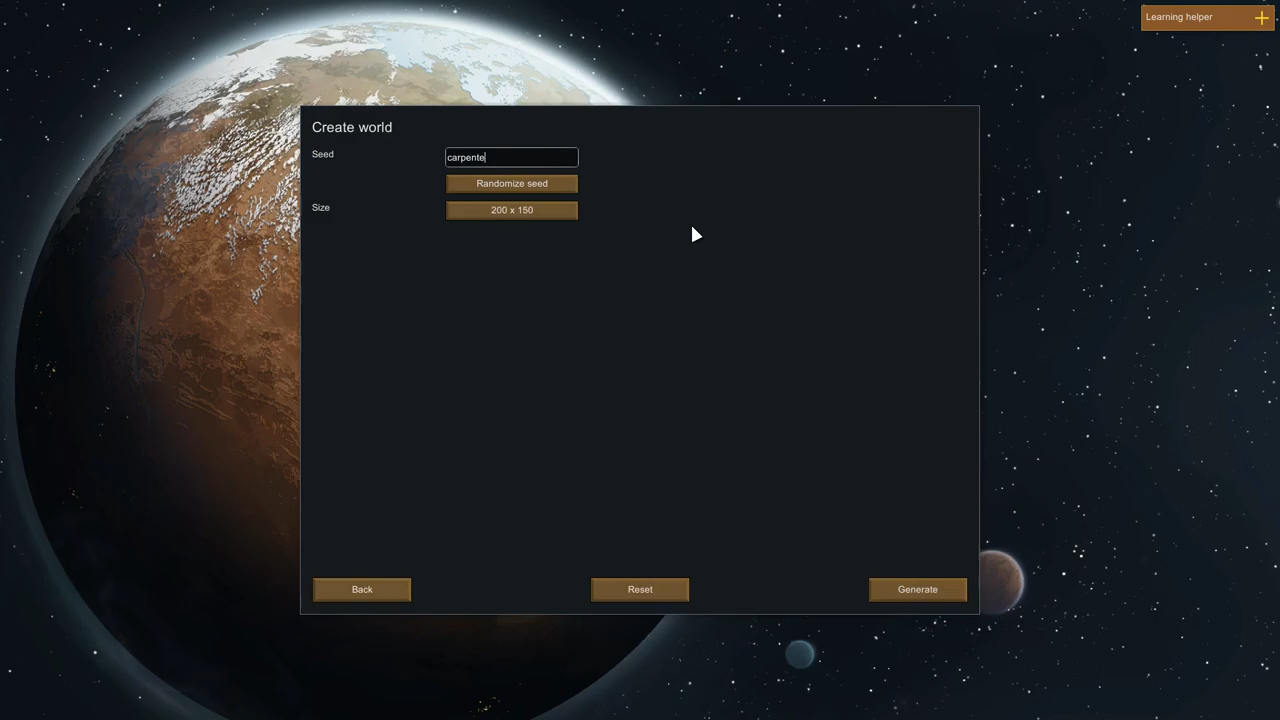 Learning helper
Create world
Seed
carpente
Randomize seed
Size
200 x 150
Back
Reset
Generate